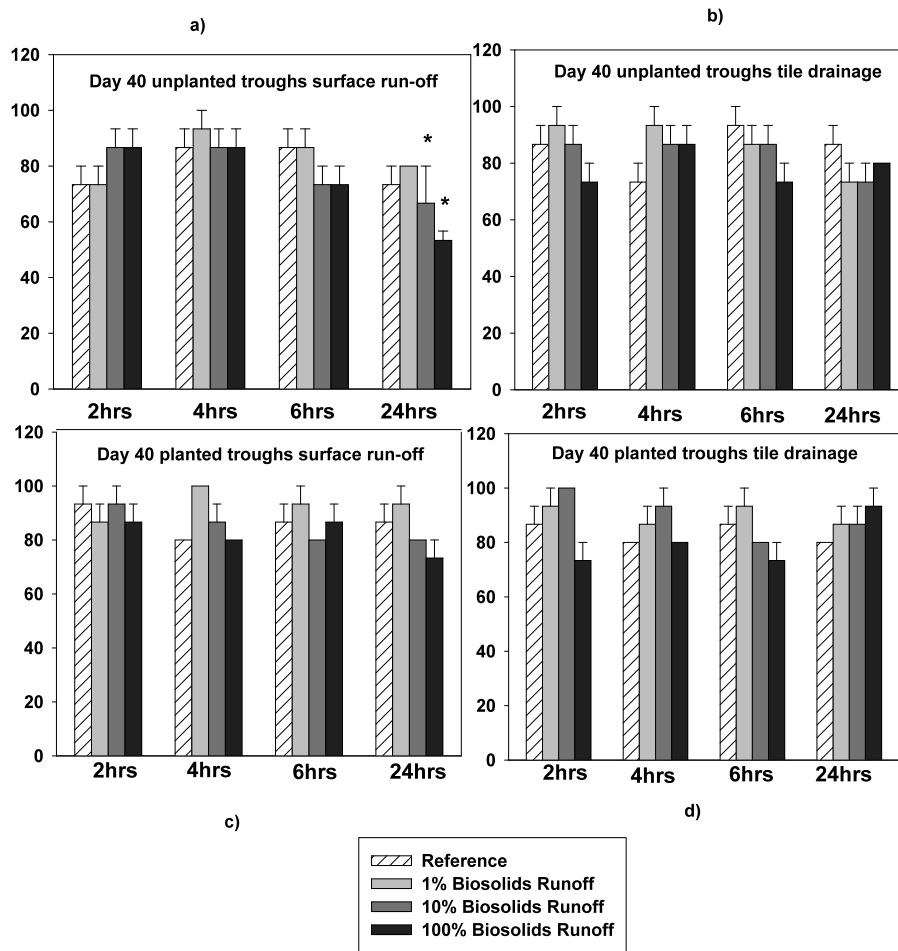 a)
b)
120
100
80
60
40
20
0
Day 40 unplanted troughs surface run-off
*
*
2hrs 4hrs 6hrs 24hrs
120
100
80
60
40
20
0
Day 40 unplanted troughs tile drainage
2hrs 4hrs 6hrs 24hrs
120
100
80
60
40
20
0
Day 40 planted troughs surface run-off
2hrs 4hrs 6hrs 24hrs
120
100
80
60
40
20
0
Day 40 planted troughs tile drainage
2hrs 4hrs 6hrs 24hrs
c)
d)
Reference
1% Biosolids Runoff
10% Biosolids Runoff
100% Biosolids Runoff